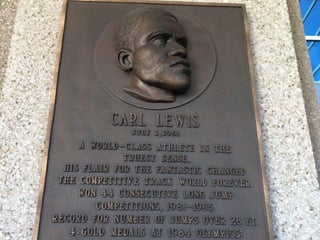 CARL LEWIS
JULY 1, 1961
A WORLD-CLASS ATHLETE IN THE
TRUEST SENSE,
HIS FLAIR FOR THE FANTASTIC CHANGED
THE COMPETITIVE TRACK WORLD FOREVER.
WON 44 CONSECUTIVE LONG JUMP
COMPETITIONS, 1981-1985
RECORD FOR NUMBER OF JUMPS OVER 28 FT.
4 GOLD MEDALS AT 1984 OLYMPICS: